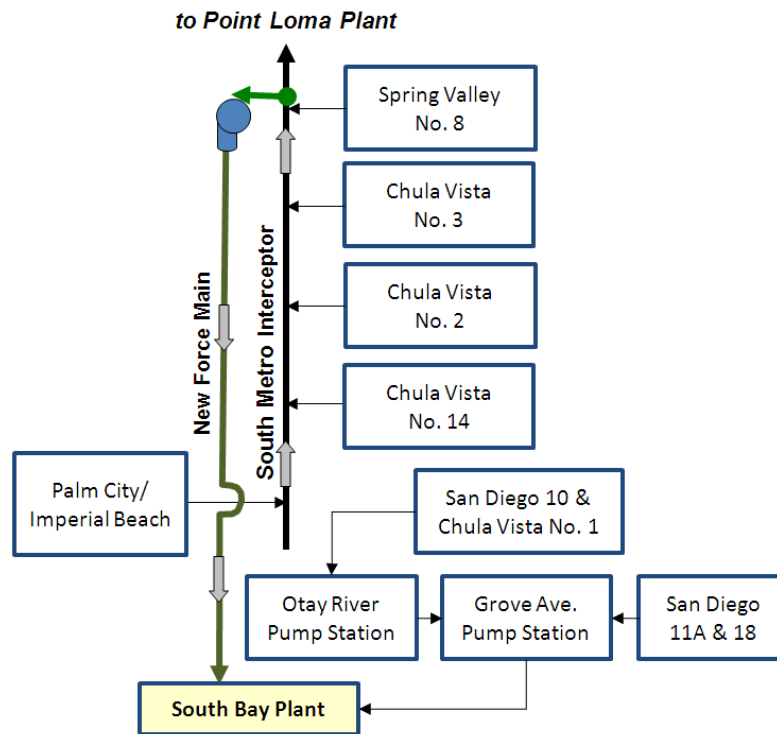 to Point Loma Plant
Spring Valley
No. 8
Chula Vista
No. 3
New Force Main
South Metro Interceptor
Chula Vista
No. 2
Chula Vista
No. 14
Palm City/
Imperial Beach
San Diego 10 &
Chula Vista No. 1
Otay River
Pump Station
Grove Ave.
Pump Station
San Diego
11A & 18
South Bay Plant